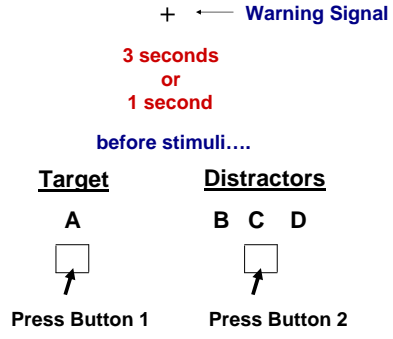 + Warning Signal
3 seconds
or
1 second
before stimuli....
Target Distractors
A B C D
Press Button 1 Press Button 2